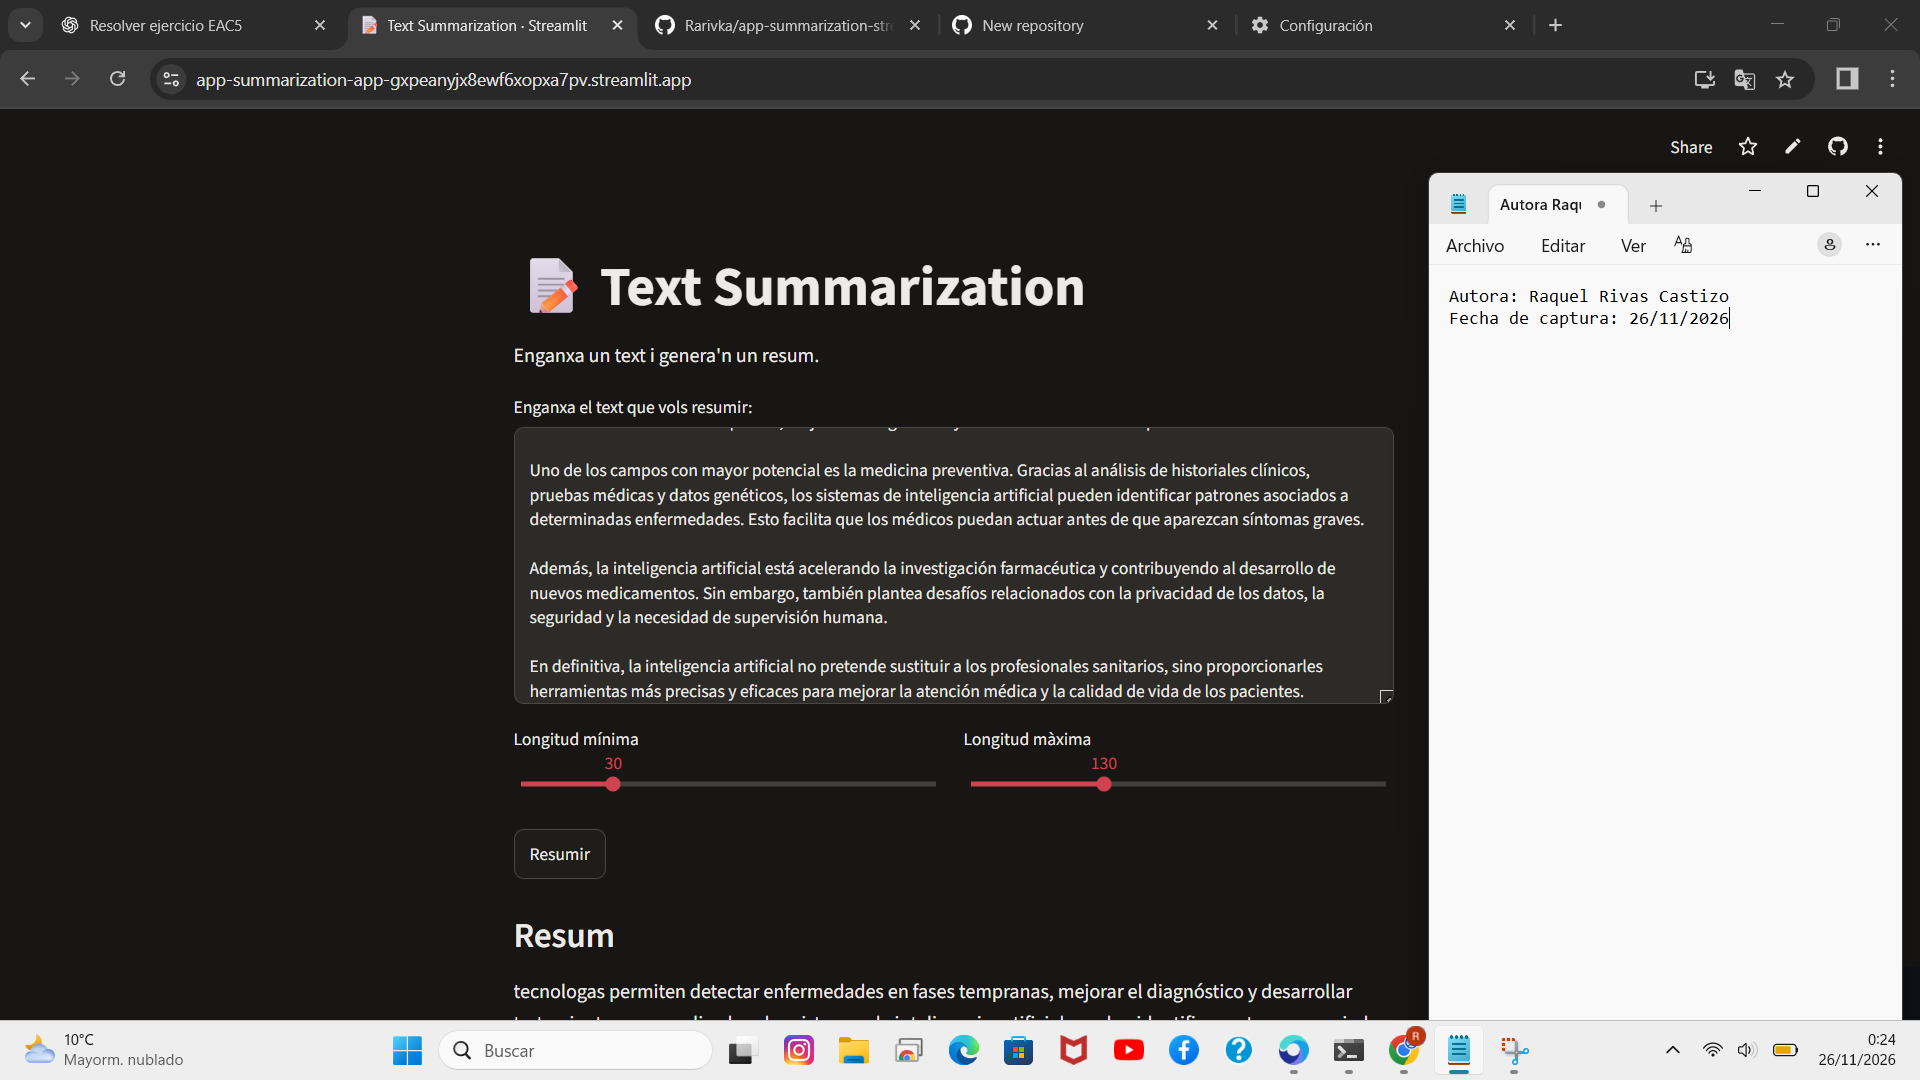 Resolver ejercicio EAC5
Text Summarization · Streamlit
Rarivka/app-summarization-str
New repository
Configuración
app-summarization-app-gxpeanyjx8ewf6xopxa7pv.streamlit.app
Share
Text Summarization
Enganxa un text i genera'n un resum.
Enganxa el text que vols resumir:
Uno de los campos con mayor potencial es la medicina preventiva. Gracias al análisis de historiales clínicos,
pruebas médicas y datos genéticos, los sistemas de inteligencia artificial pueden identificar patrones asociados a
determinadas enfermedades. Esto facilita que los médicos puedan actuar antes de que aparezcan síntomas graves.
Además, la inteligencia artificial está acelerando la investigación farmacéutica y contribuyendo al desarrollo de
nuevos medicamentos. Sin embargo, también plantea desafíos relacionados con la privacidad de los datos, la
seguridad y la necesidad de supervisión humana.
En definitiva, la inteligencia artificial no pretende sustituir a los profesionales sanitarios, sino proporcionarles
herramientas más precisas y eficaces para mejorar la atención médica y la calidad de vida de los pacientes.
Longitud mínima
Longitud màxima
30
130
Resumir
Resum
tecnologas permiten detectar enfermedades en fases tempranas, mejorar el diagnóstico y desarrollar
Autora Raqu
Archivo Editar Ver
Autora: Raquel Rivas Castizo
Fecha de captura: 26/11/2026
10°C
Mayorm. nublado
Buscar
R
0:24
26/11/2026